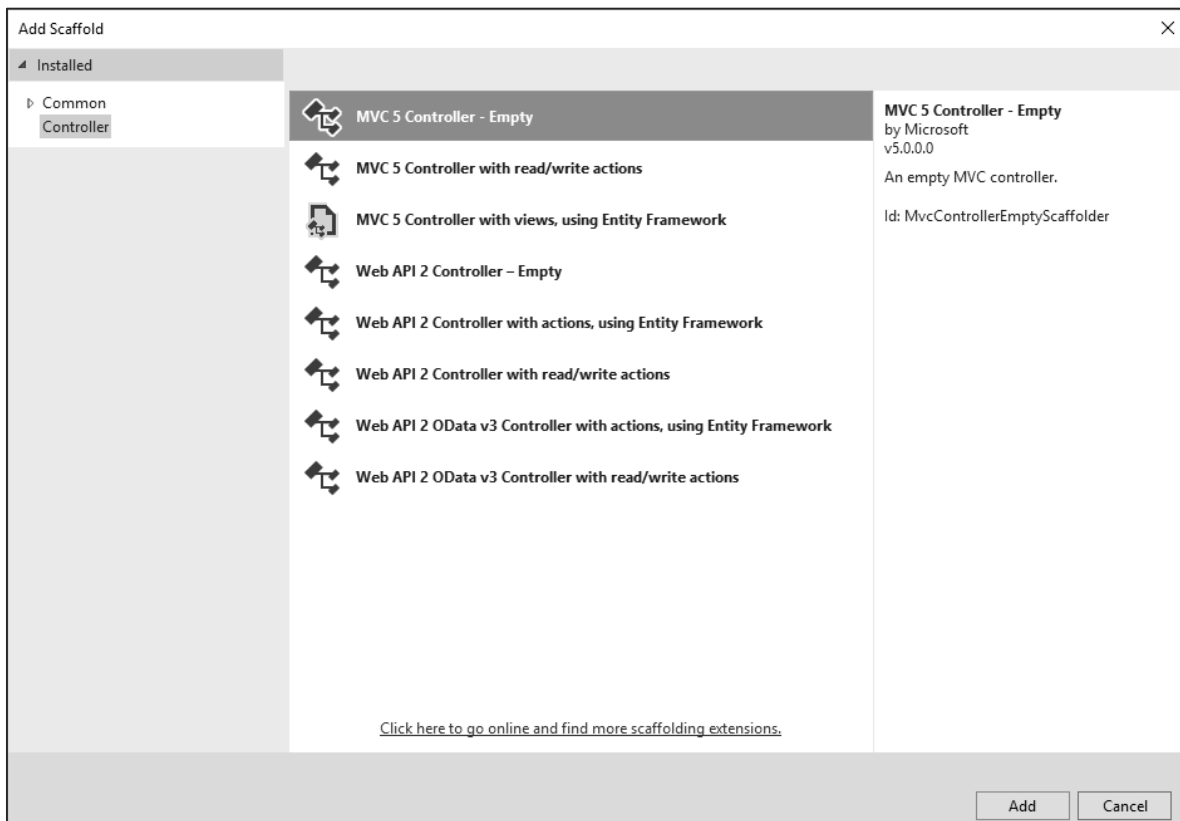 Add Scaffold
Installed
Common
Controller
MVC 5 Controller - Empty
MVC 5 Controller with read/write actions
MVC 5 Controller with views, using Entity Framework
Web API 2 Controller – Empty
Web API 2 Controller with actions, using Entity Framework
Web API 2 Controller with read/write actions
Web API 2 OData v3 Controller with actions, using Entity Framework
Web API 2 OData v3 Controller with read/write actions
Click here to go online and find more scaffolding extensions.
MVC 5 Controller - Empty
by Microsoft
v5.0.0.0
An empty MVC controller.
Id: MvcControllerEmptyScaffolder
Add
Cancel